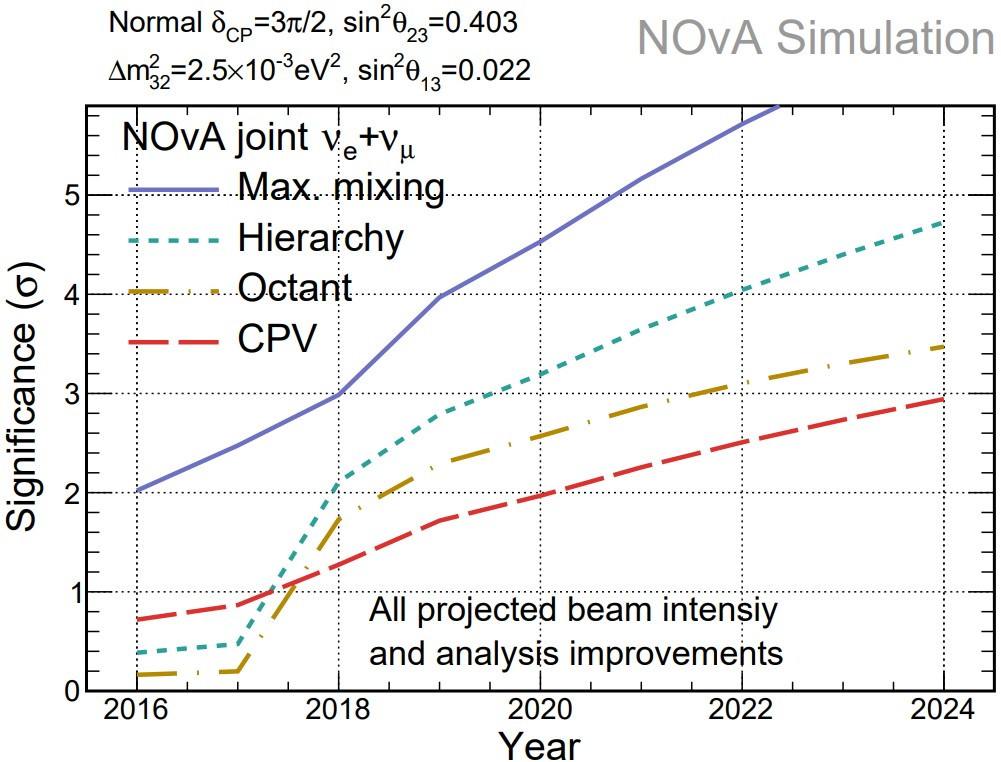 Normal δCP=3π/2, sin²θ23=0.403
NOvA Simulation
Δm²32=2.5×10⁻³eV², sin²θ13=0.022
NOvA joint νe+νμ
Max. mixing
Hierarchy
Octant
CPV
All projected beam intensiy
and analysis improvements
Significance (σ)
5
4
3
2
1
0
2016 2018 2020 2022 2024
Year